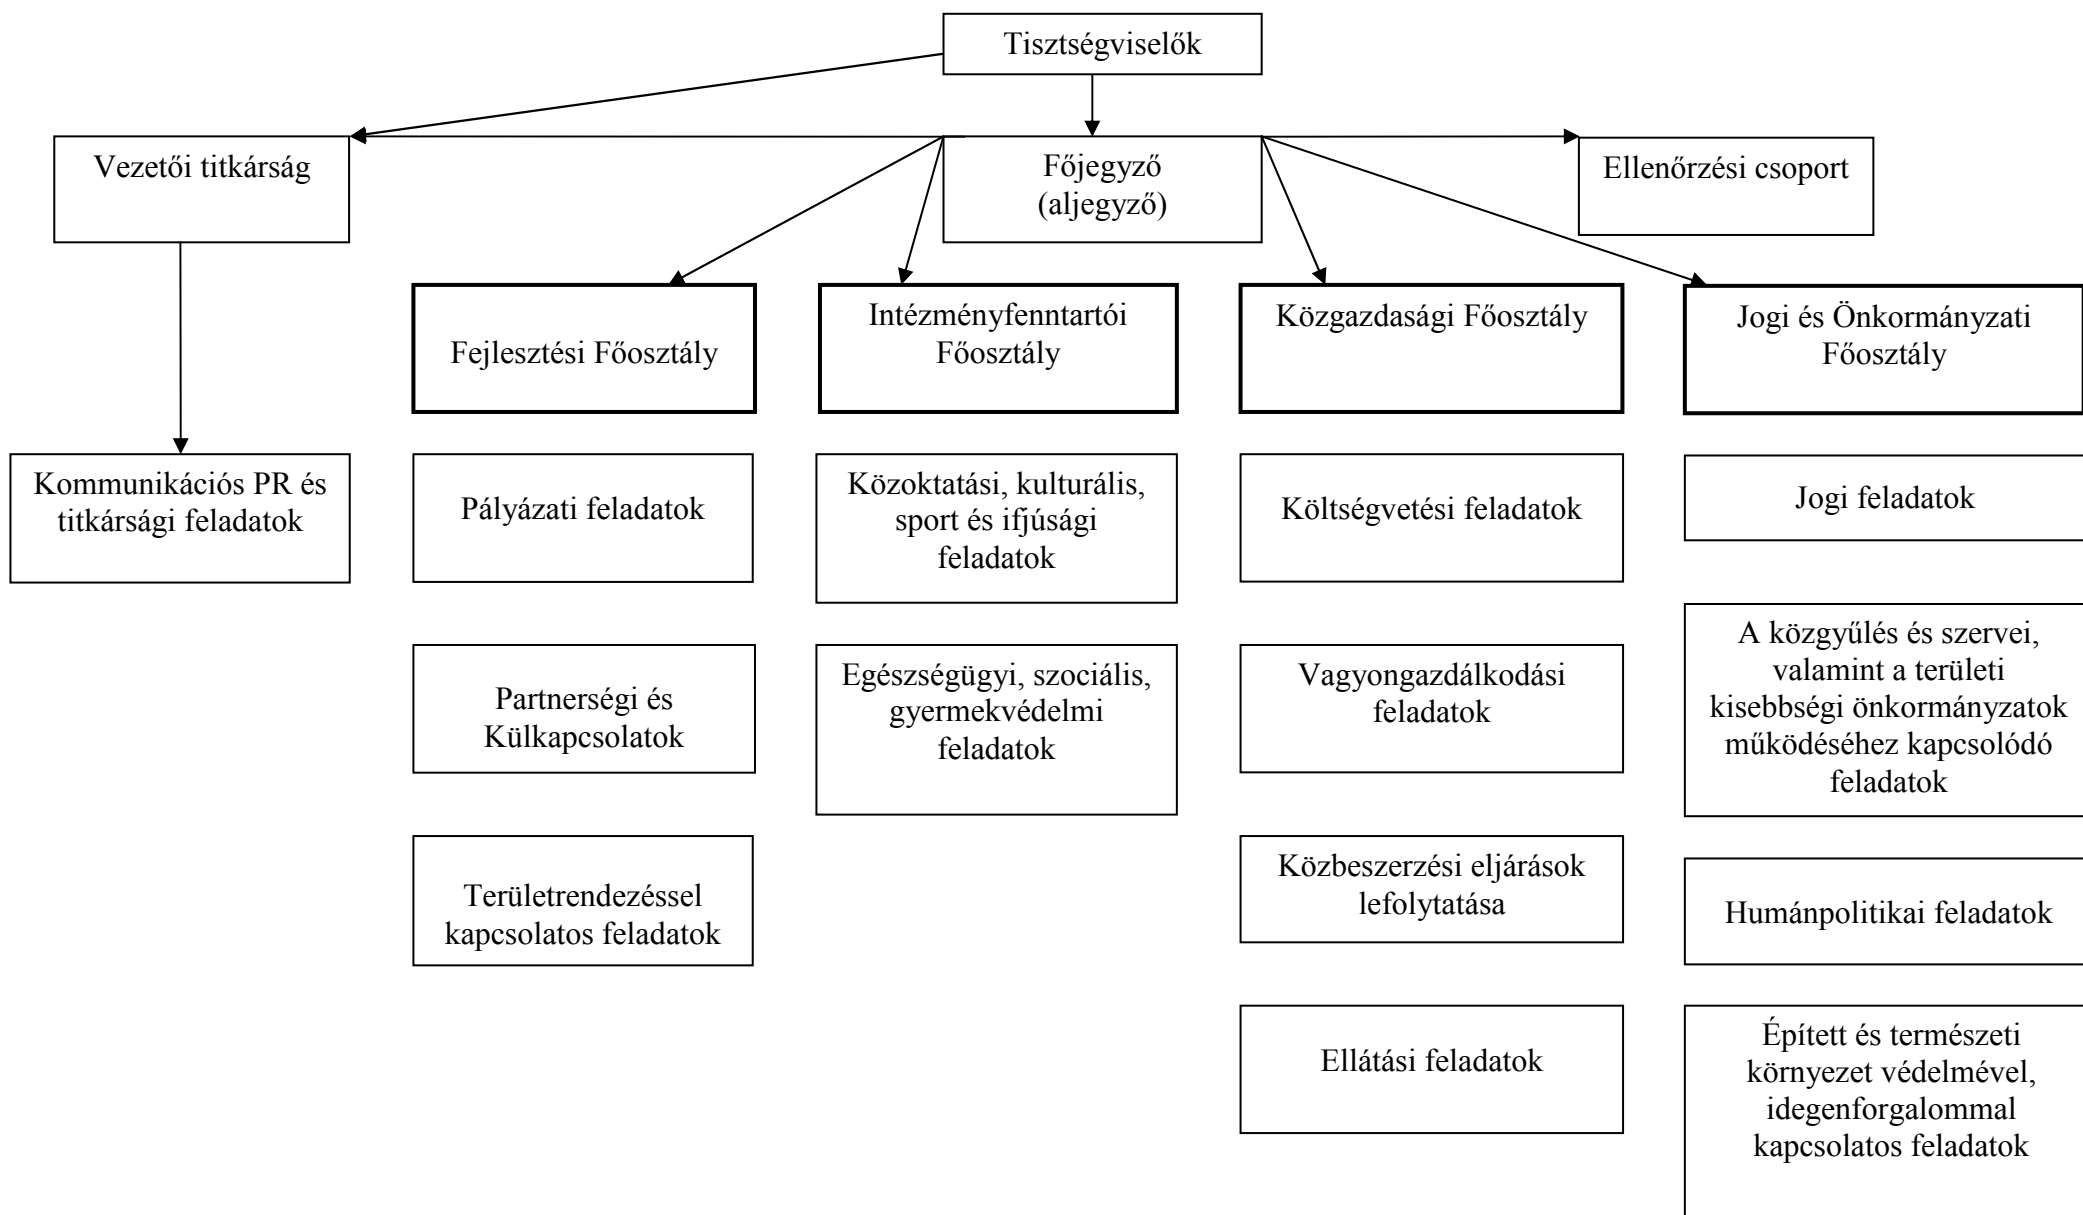 Tisztségviselők
Vezetői titkárság
Főjegyző
(aljegyző)
Ellenőrzési csoport
Fejlesztési Főosztály
Intézményfenntartói
Főosztály
Közgazdasági Főosztály
Jogi és Önkormányzati
Főosztály
Kommunikációs PR és
titkársági feladatok
Pályázati feladatok
Közoktatási, kulturális,
sport és ifjúsági
feladatok
Költségvetési feladatok
Jogi feladatok
Partnerségi és
Külkapcsolatok
Egészségügyi, szociális,
gyermekvédelmi
feladatok
Vagyongazdálkodási
feladatok
A közgyűlés és szervei,
valamint a területi
kisebbségi önkormányzatok
működéséhez kapcsolódó
feladatok
Területrendezéssel
kapcsolatos feladatok
Közbeszerzési eljárások
lefolytatása
Humánpolitikai feladatok
Ellátási feladatok
Épített és természeti
környezet védelmével,
idegenforgalommal
kapcsolatos feladatok